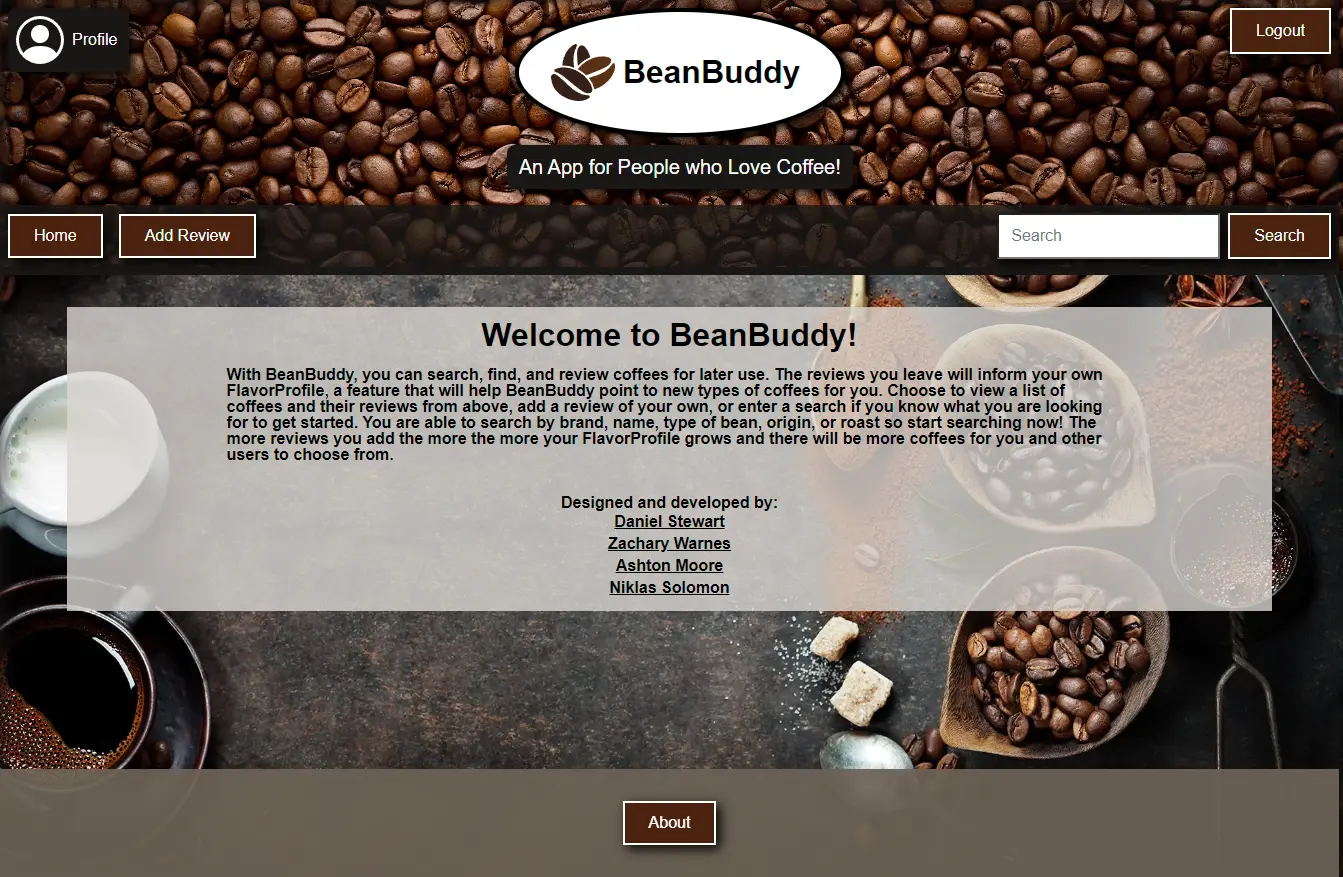 Profile
BeanBuddy
Logout
An App for People who Love Coffee!
Home
Add Review
Search
Search
Welcome to BeanBuddy!
With BeanBuddy, you can search, find, and review coffees for later use. The reviews you leave will inform your own
FlavorProfile, a feature that will help BeanBuddy point to new types of coffees for you. Choose to view a list of
coffees and their reviews from above, add a review of your own, or enter a search if you know what you are looking
for to get started. You are able to search by brand, name, type of bean, origin, or roast so start searching now! The
more reviews you add the more the more your FlavorProfile grows and there will be more coffees for you and other
users to choose from.
Designed and developed by:
Daniel Stewart
Zachary Warnes
Ashton Moore
Niklas Solomon
About